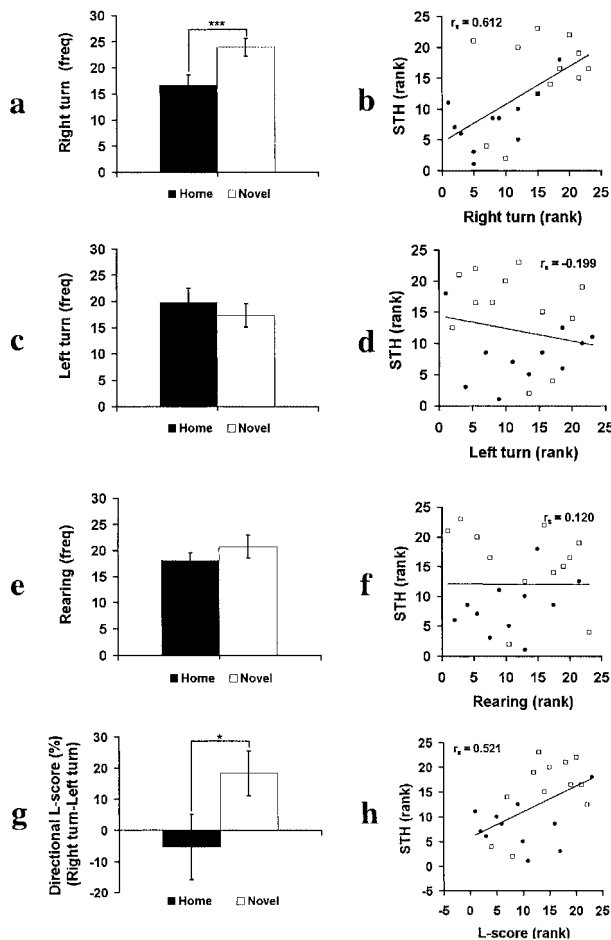 a
Right turn (freq)
30
25
20
15
10
5
0
***
■ Home □ Novel
b
STH (rank)
25
20
15
10
5
0
rs = 0.612
0 5 10 15 20 25
Right turn (rank)
c
Left turn (freq)
30
25
20
15
10
5
0
■ Home □ Novel
d
STH (rank)
25
20
15
10
5
0
rs = -0.199
0 5 10 15 20 25
Left turn (rank)
e
Rearing (freq)
30
25
20
15
10
5
0
■ Home □ Novel
f
STH (rank)
25
20
15
10
5
0
rs = 0.120
0 5 10 15 20 25
Rearing (rank)
g
Directional L-score (%)
(Right turn-Left turn)
30
20
10
0
-10
-20
*
■ Home □ Novel
h
STH (rank)
25
20
15
10
5
0
-5
rs = 0.521
-5 0 5 10 15 20 25
L-score (rank)